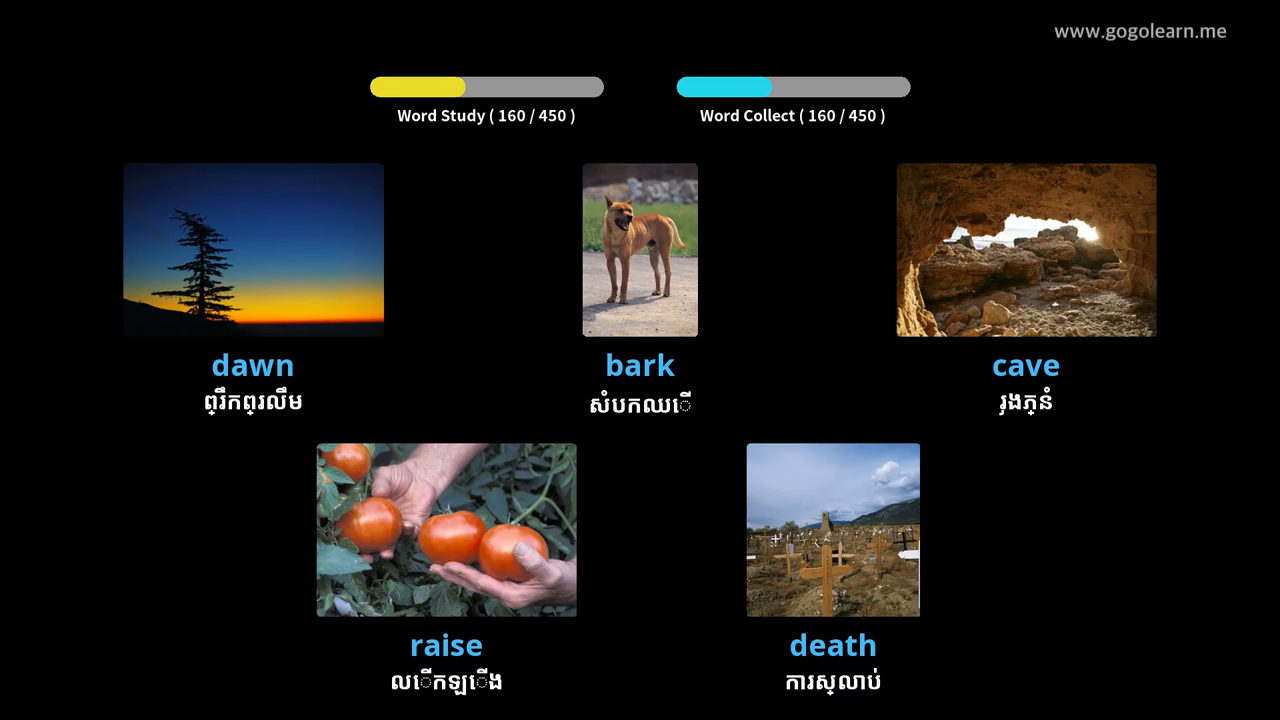 www.gogolearn.me
Word Study ( 160 / 450 )
Word Collect ( 160 / 450 )
dawn
ព្រឹកព្រលឹម
bark
សំបកឈើ
cave
រូងភ្នំ
raise
លើកឡើង
death
ការស្លាប់